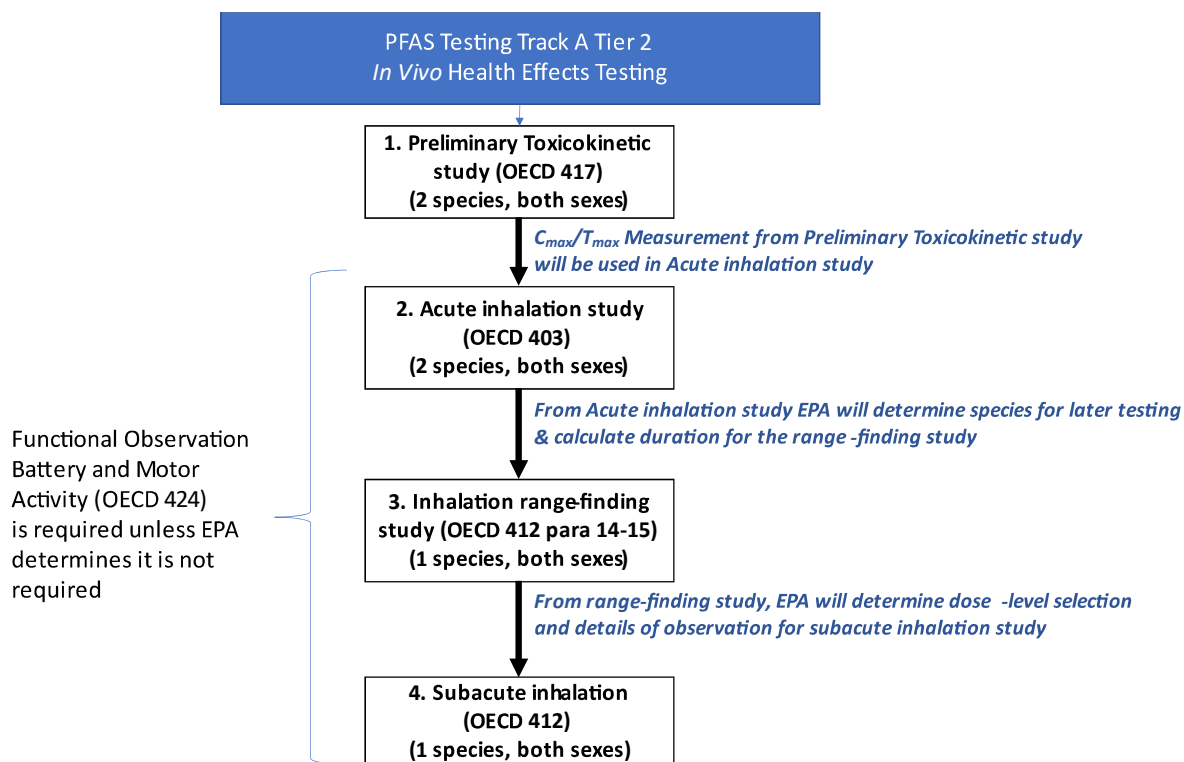 PFAS Testing Track A Tier 2
In Vivo Health Effects Testing
1. Preliminary Toxicokinetic
study (OECD 417)
(2 species, both sexes)
Cmax/Tmax Measurement from Preliminary Toxicokinetic study
will be used in Acute inhalation study
2. Acute inhalation study
(OECD 403)
(2 species, both sexes)
From Acute inhalation study EPA will determine species for later testing
& calculate duration for the range -finding study
Functional Observation
Battery and Motor
Activity (OECD 424)
is required unless EPA
determines it is not
required
3. Inhalation range-finding
study (OECD 412 para 14-15)
(1 species, both sexes)
From range-finding study, EPA will determine dose -level selection
and details of observation for subacute inhalation study
4. Subacute inhalation
(OECD 412)
(1 species, both sexes)